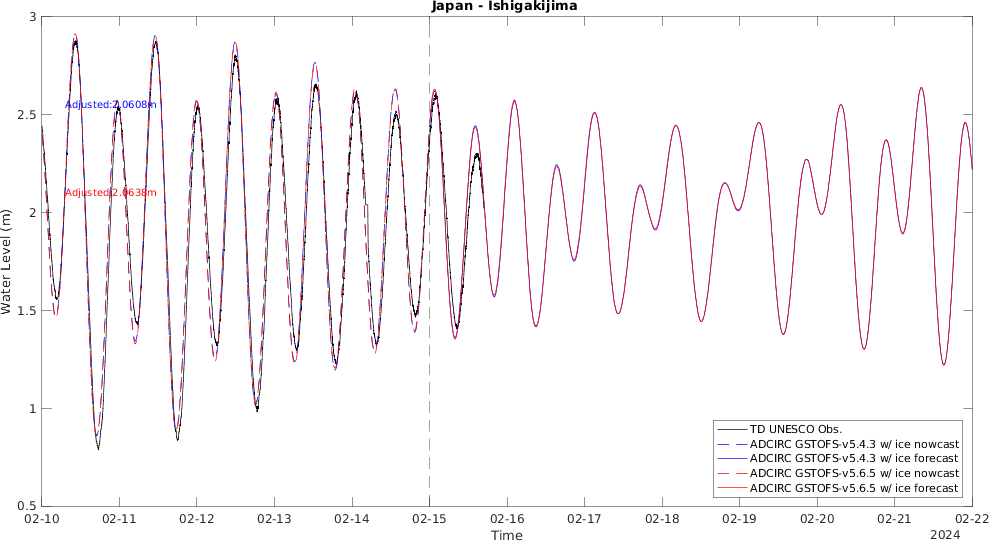 Japan - Ishigakijima
Water Level (m)
3
2.5
2
1.5
1
0.5
Adjusted:2.0608m
Adjusted:2.0638m
TD UNESCO Obs.
ADCIRC GSTOFS-v5.4.3 w/ ice nowcast
ADCIRC GSTOFS-v5.4.3 w/ ice forecast
ADCIRC GSTOFS-v5.6.5 w/ ice nowcast
ADCIRC GSTOFS-v5.6.5 w/ ice forecast
02-10 02-11 02-12 02-13 02-14 02-15 02-16 02-17 02-18 02-19 02-20 02-21 02-22
Time
2024